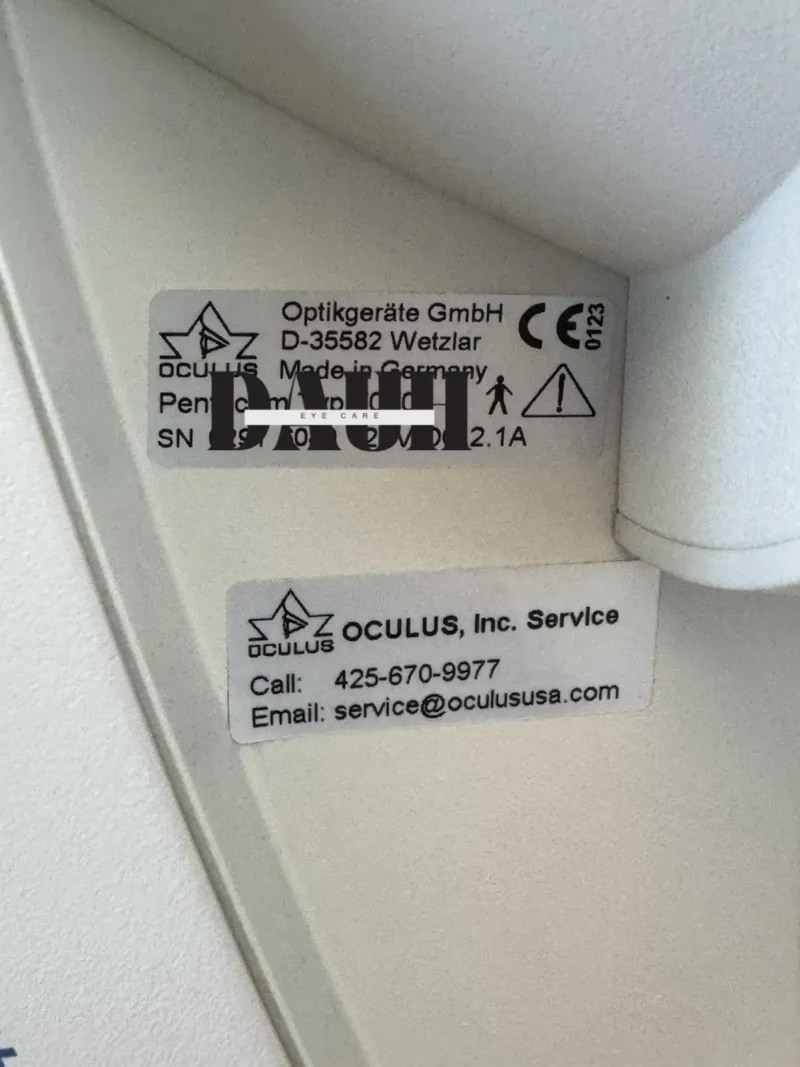 Optikgeräte GmbH
D-35582 Wetzlar
CE 0123
OCULUS Made in Germany
SN 2.1A
DAUH
EYE CARE
OCULUS OCULUS, Inc. Service
Call: 425-670-9977
Email: service@oculususa.com